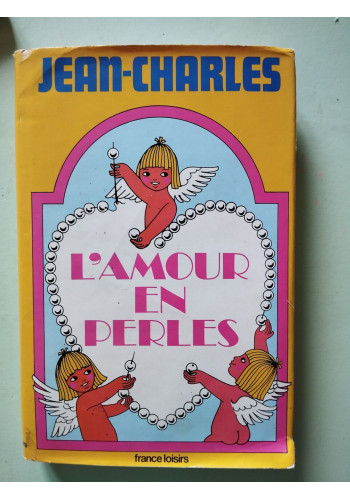 JEAN-CHARLES
L'AMOUR
EN
PERLES
france loisirs